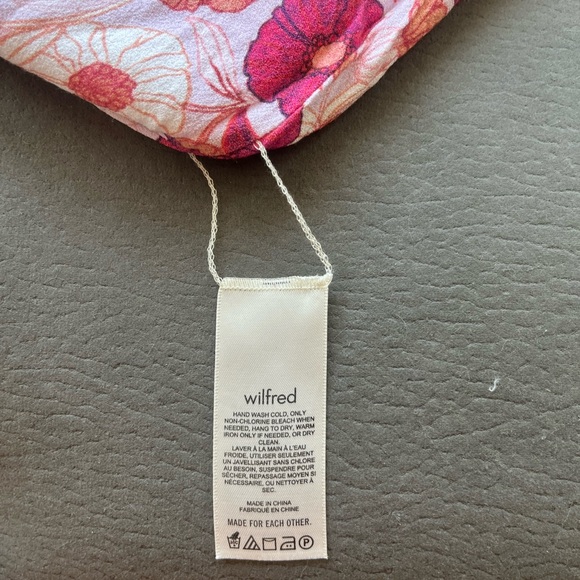 wilfred
HAND WASH COLD, ONLY
NON-CHLORINE BLEACH WHEN
NEEDED, HANG TO DRY, WARM
IRON ONLY IF NEEDED, OR DRY
CLEAN.
LAVER À LA MAIN À L'EAU
FROIDE, UTILISER SEULEMENT
UN JAVELLISANT SANS CHLORE
AU BESOIN, SUSPENDRE POUR
SÉCHER, REPASSAGE MOYEN SI
NÉCESSAIRE, OU NETTOYER À
SEC.
MADE IN CHINA
FABRIQUÉ EN CHINE
MADE FOR EACH OTHER.
P